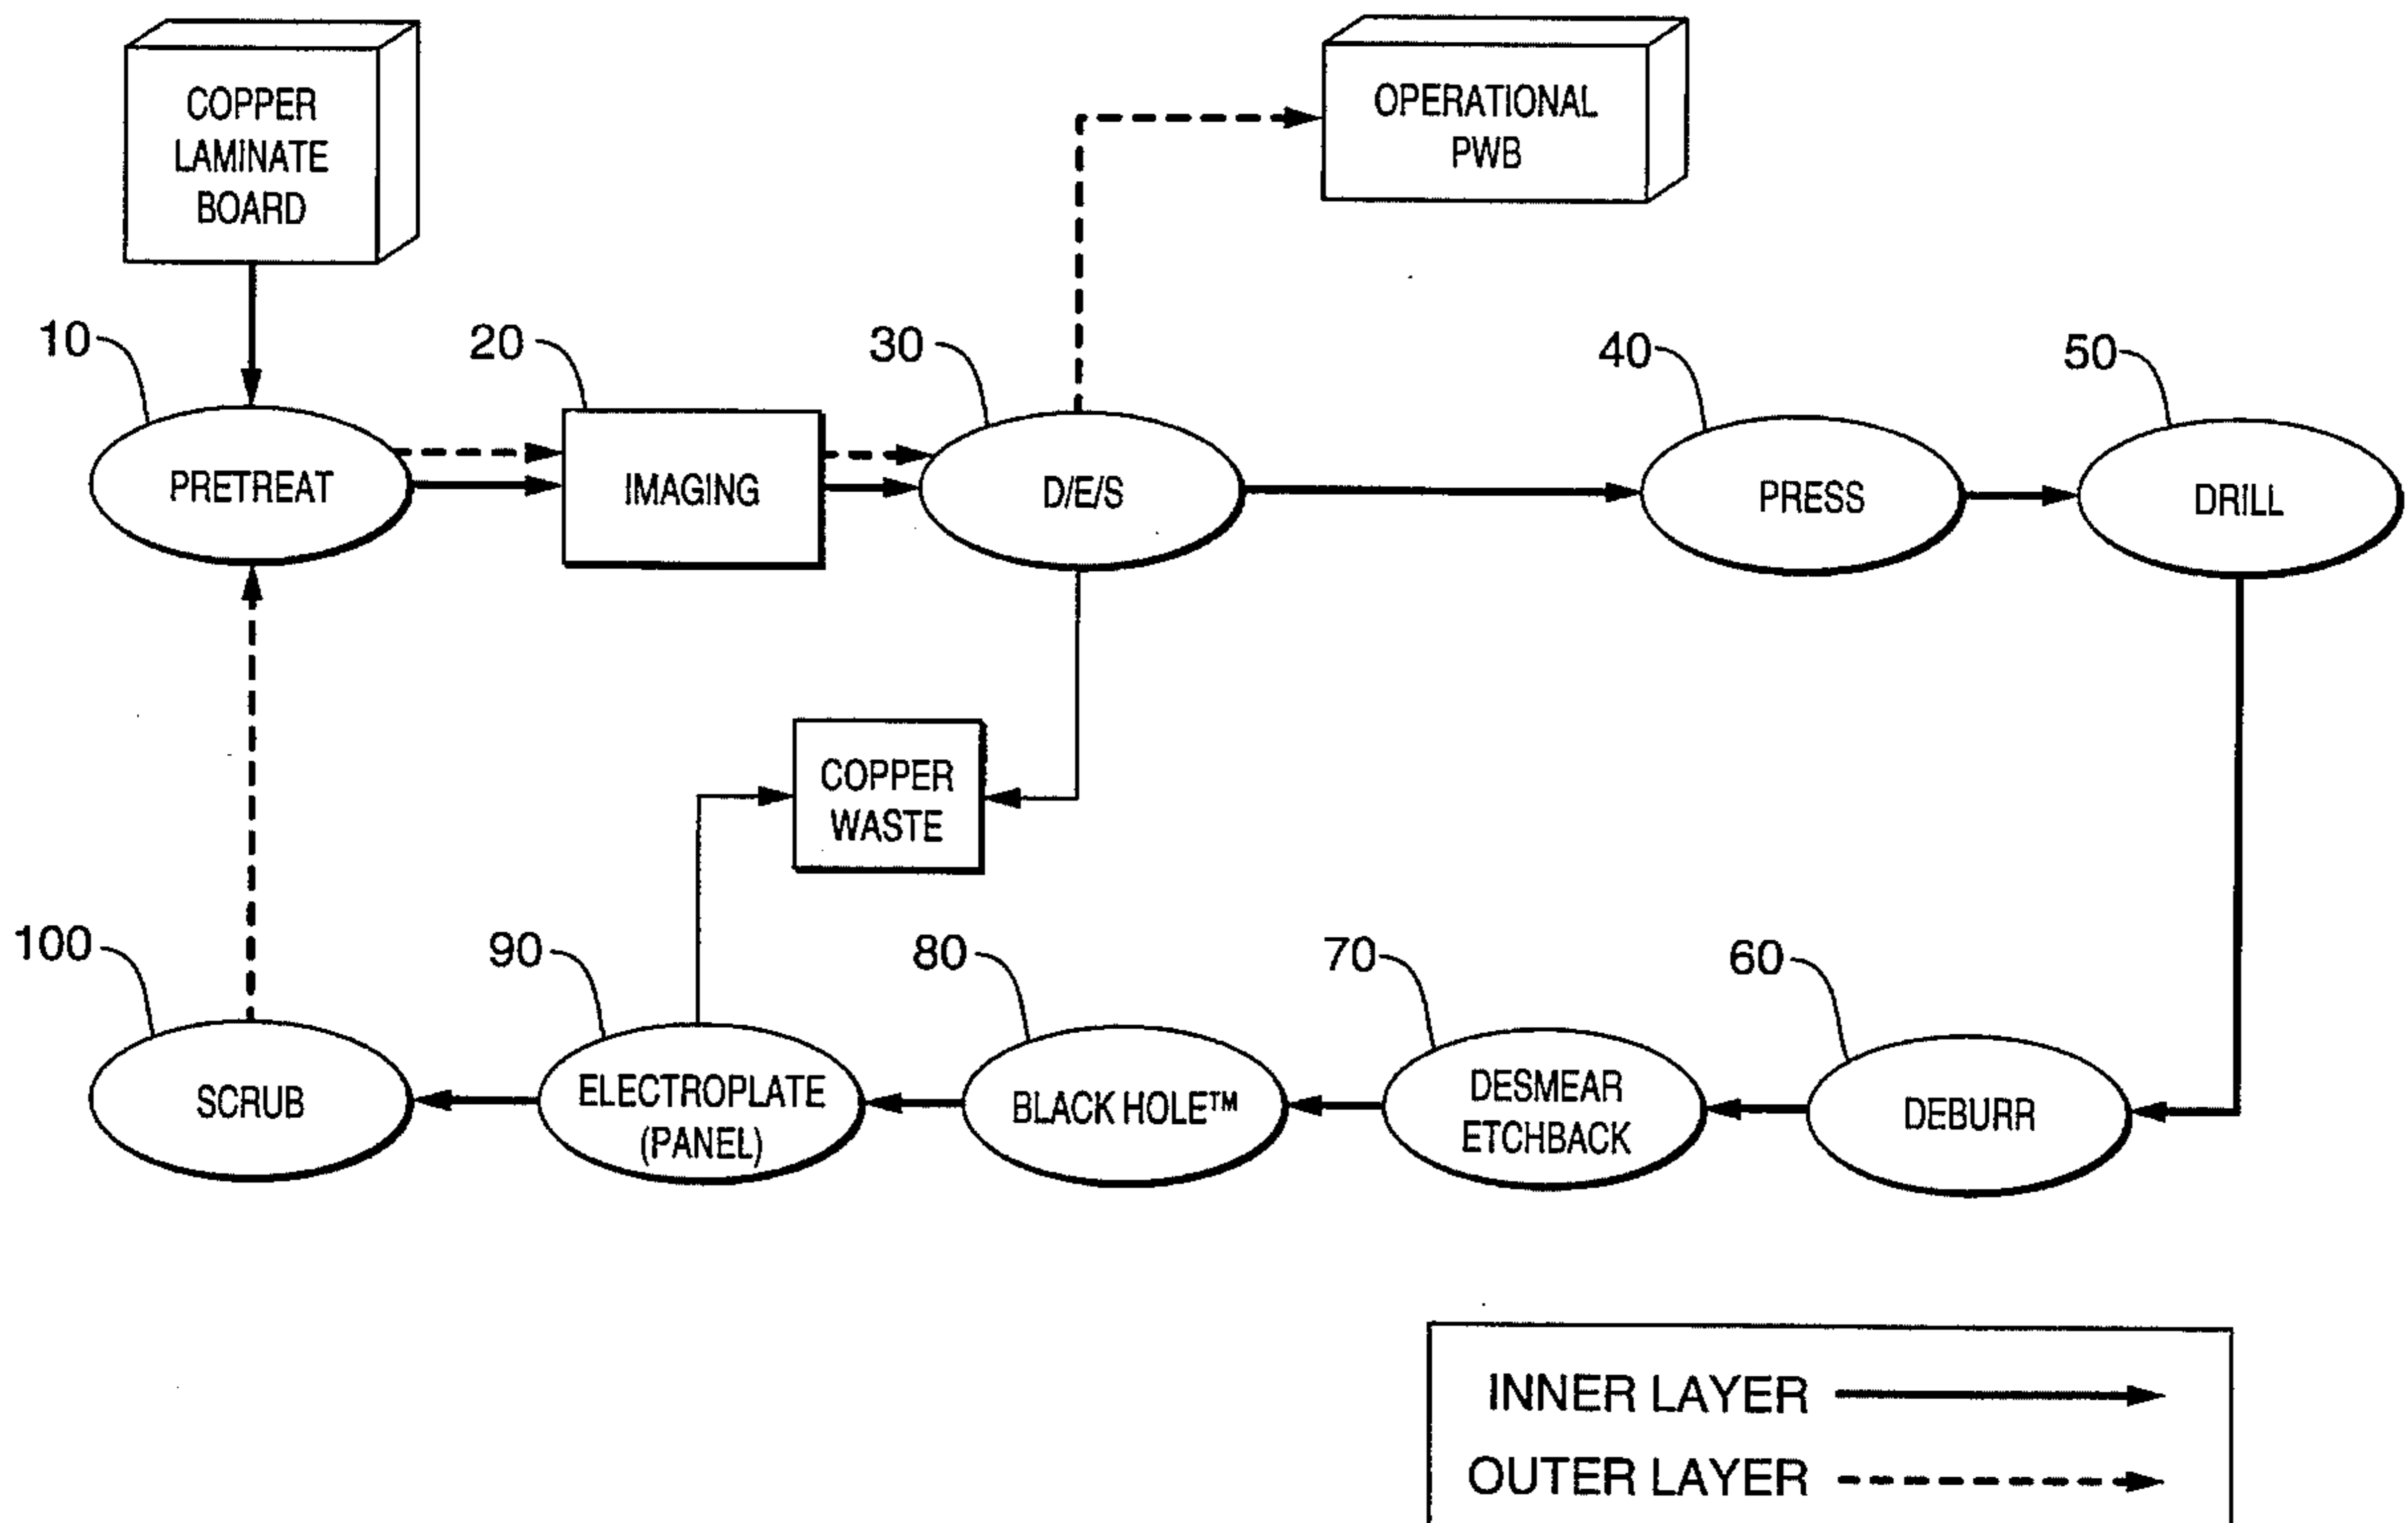 COPPER
LAMINATE
BOARD
OPERATIONAL
PWB
10
20
30
40
50
PRETREAT
IMAGING
D/E/S
PRESS
DRILL
COPPER
WASTE
100
90
80
70
60
SCRUB
ELECTROPLATE
(PANEL)
BLACK HOLE™
DESMEAR
ETCHBACK
DEBURR
INNER LAYER
OUTER LAYER